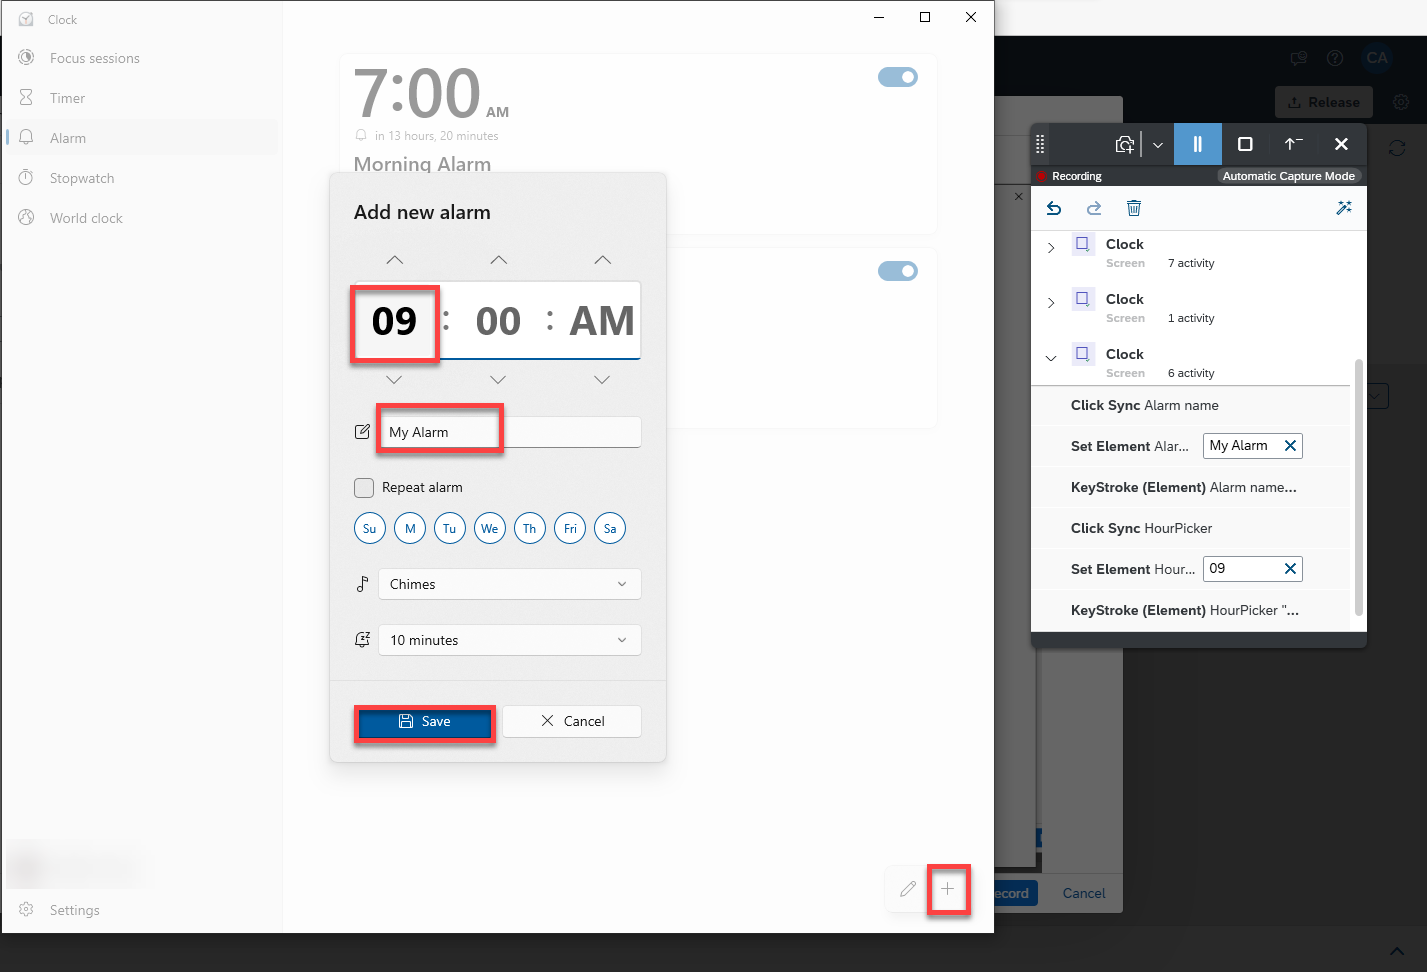 Clock
Focus sessions
Timer
Alarm
Stopwatch
World clock
Settings
7:00 AM
in 13 hours, 20 minutes
Morning Alarm
Add new alarm
09 : 00 : AM
My Alarm
Repeat alarm
Su M Tu We Th Fri Sa
Chimes
10 minutes
Save
Cancel
CA
Release
Recording
Automatic Capture Mode
Clock
Screen 7 activity
Clock
Screen 1 activity
Clock
Screen 6 activity
Click Sync Alarm name
Set Element Alar... My Alarm
KeyStroke (Element) Alarm name...
Click Sync HourPicker
Set Element Hour... 09
KeyStroke (Element) HourPicker "...
ecord
Cancel